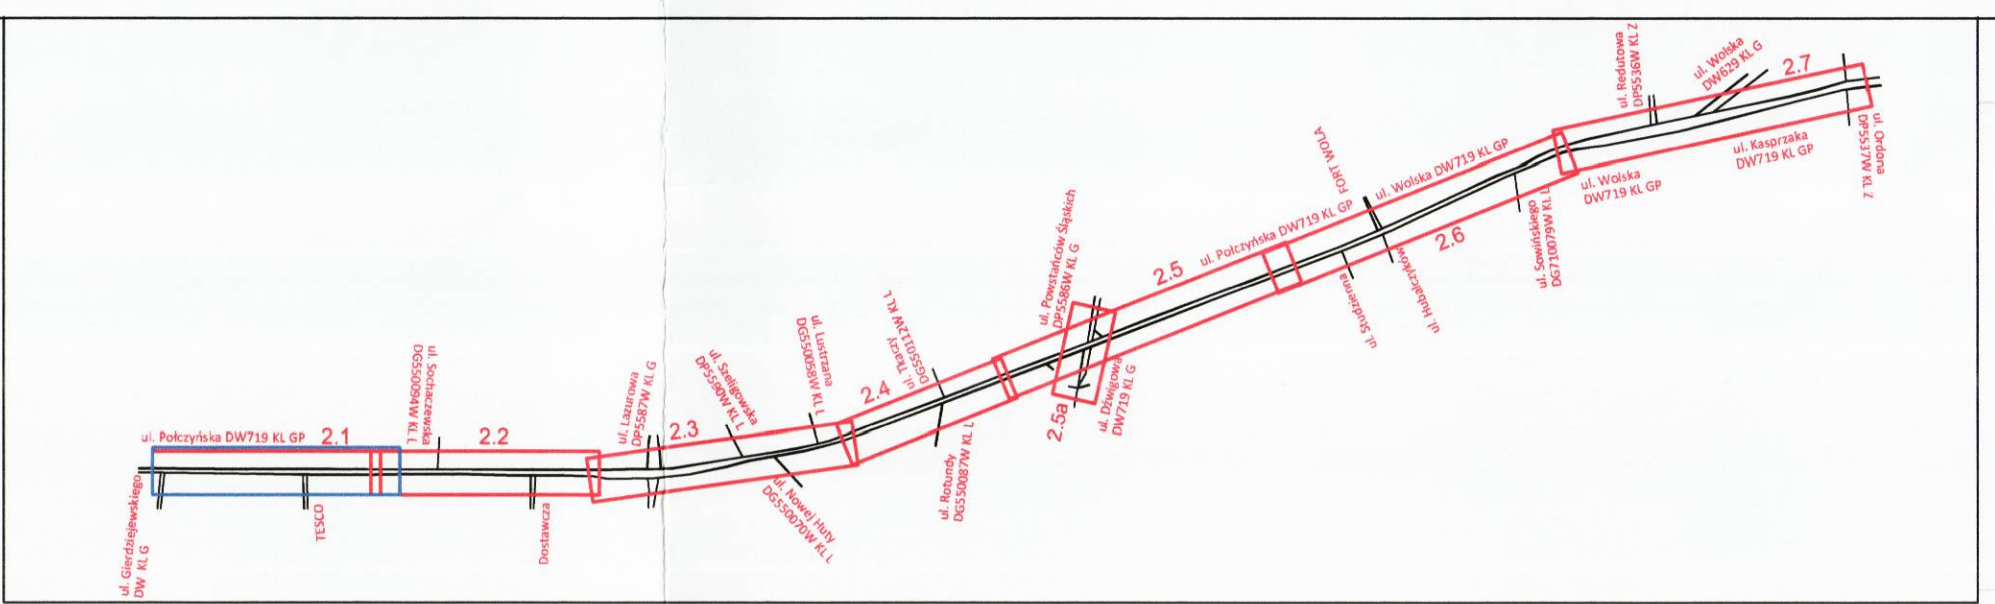 ul. Połczyńska DW719 KL GP
2.1
ul. Gierdziejewskiego
DW KL G
TESCO
ul. Sochaczewska
DG550094W KL L
2.2
Dostawcza
ul. Lazurowa
DP5587W KL G
2.3
ul. Szeligowska
DP5590W KL L
ul. Nowej Huty
DG550070W KL L
ul. Lustrzana
DG550058W KL L
2.4
ul. Tkaczy
DG550112W KL L
ul. Rotundy
DG550087W KL L
ul. Powstańców Śląskich
DP5586W KL G
2.5a
ul. Dźwigowa
DW719 KL G
2.5
ul. Połczyńska DW719 KL GP
FORT WOLA
ul. Wolska DW719 KL GP
ul. Studzienna
ul. Hubalczyków
2.6
ul. Sowińskiego
DG710079W KL L
ul. Wolska
DW719 KL GP
ul. Redutowa
DP5536W KL Z
ul. Wolska
DW629 KL G
2.7
ul. Kasprzaka
DW719 KL GP
ul. Ordona
DP5537W KL Z